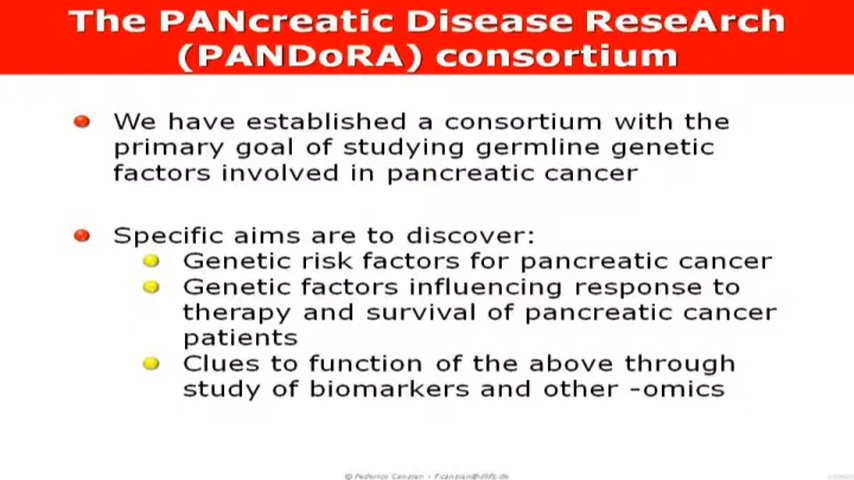 The PANcreatic Disease ReseArch
(PANDoRA) consortium
We have established a consortium with the
primary goal of studying germline genetic
factors involved in pancreatic cancer
Specific aims are to discover:
Genetic risk factors for pancreatic cancer
Genetic factors influencing response to
therapy and survival of pancreatic cancer
patients
Clues to function of the above through
study of biomarkers and other -omics
© Federico Canzian – f.canzian@dkfz.de